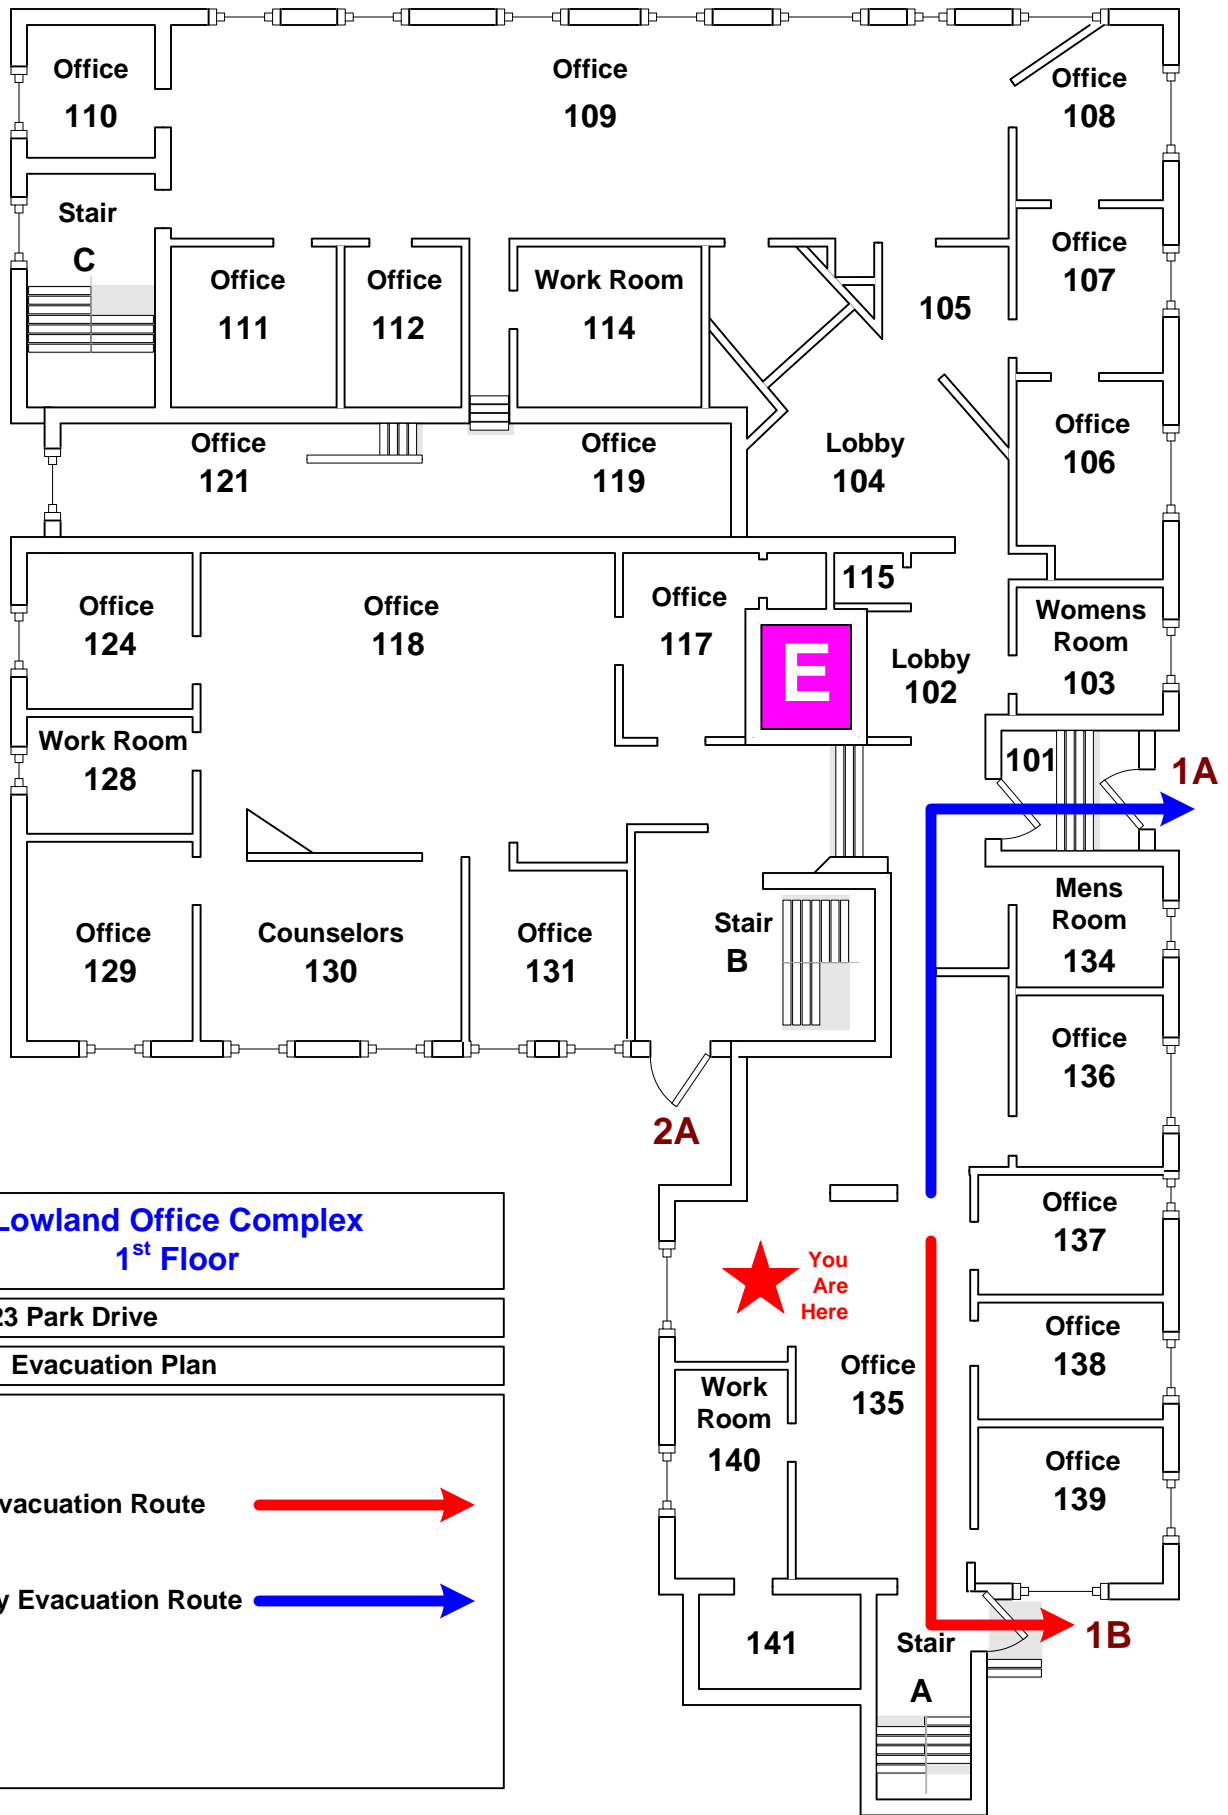 Office
110
Office
109
Office
108
Stair
C
Office
111
Office
112
Work Room
114
105
Office
107
Office
121
Office
119
Lobby
104
Office
106
Office
124
Office
118
Office
117
115
E
Lobby
102
Womens
Room
103
Work Room
128
101
1A
Office
129
Counselors
130
Office
131
Stair
B
Mens
Room
134
Office
136
2A
Lowland Office Complex
1st Floor
23 Park Drive
Evacuation Plan
vacuation Route
y Evacuation Route
You
Are
Here
Office
137
Office
138
Office
135
Work
Room
140
Office
139
141
Stair
A
1B